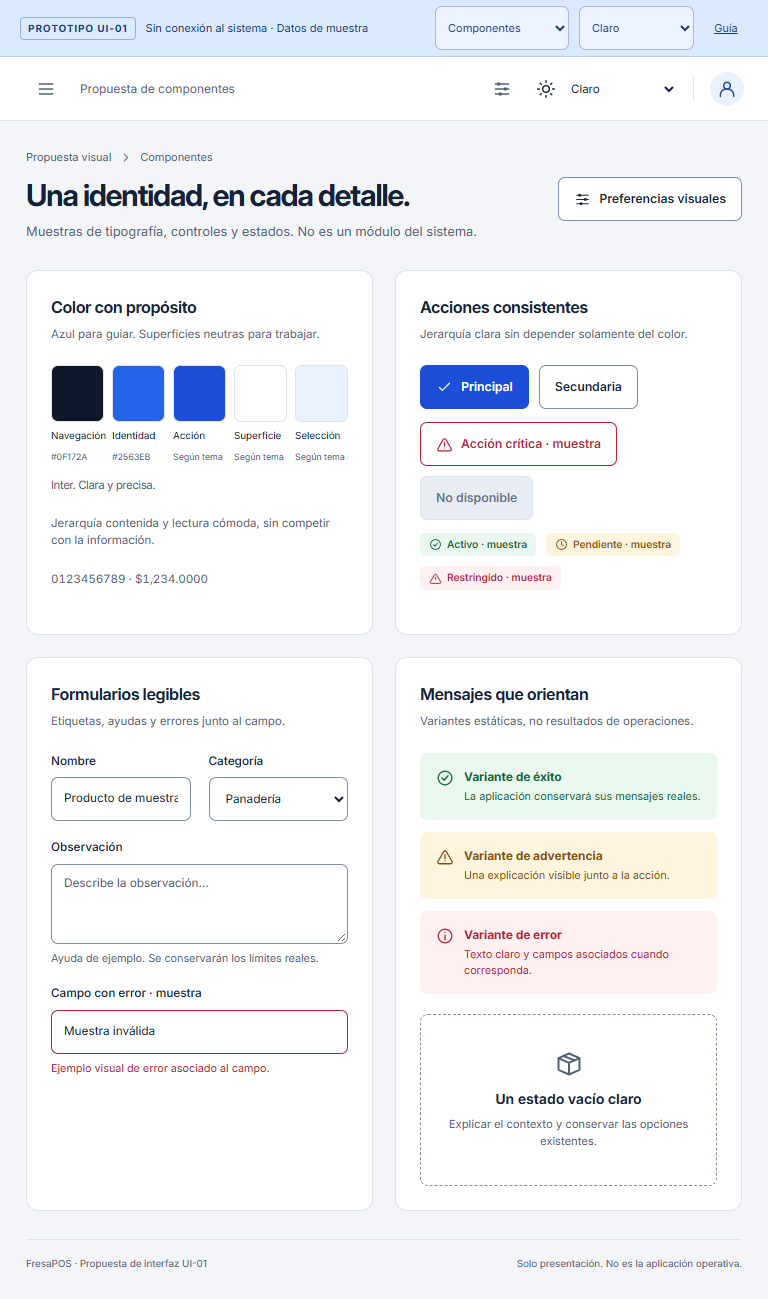 PROTOTIPO UI-01 Sin conexión al sistema · Datos de muestra Componentes Claro Guía
Propuesta de componentes Claro
Propuesta visual Componentes
Una identidad, en cada detalle.
Preferencias visuales
Muestras de tipografía, controles y estados. No es un módulo del sistema.
Color con propósito
Azul para guiar. Superficies neutras para trabajar.
Navegación Identidad Acción Superficie Selección
#0F172A #2563EB Según tema Según tema Según tema
Inter. Clara y precisa.
Jerarquía contenida y lectura cómoda, sin competir
con la información.
0123456789 · $1,234.0000
Acciones consistentes
Jerarquía clara sin depender solamente del color.
Principal Secundaria
Acción crítica · muestra
No disponible
Activo · muestra Pendiente · muestra
Restringido · muestra
Formularios legibles
Etiquetas, ayudas y errores junto al campo.
Nombre Categoría
Producto de muestra Panadería
Observación
Describe la observación...
Ayuda de ejemplo. Se conservarán los límites reales.
Campo con error · muestra
Muestra inválida
Ejemplo visual de error asociado al campo.
Mensajes que orientan
Variantes estáticas, no resultados de operaciones.
Variante de éxito
La aplicación conservará sus mensajes reales.
Variante de advertencia
Una explicación visible junto a la acción.
Variante de error
Texto claro y campos asociados cuando
corresponda.
Un estado vacío claro
Explicar el contexto y conservar las opciones
existentes.
FresaPOS · Propuesta de interfaz UI-01 Solo presentación. No es la aplicación operativa.